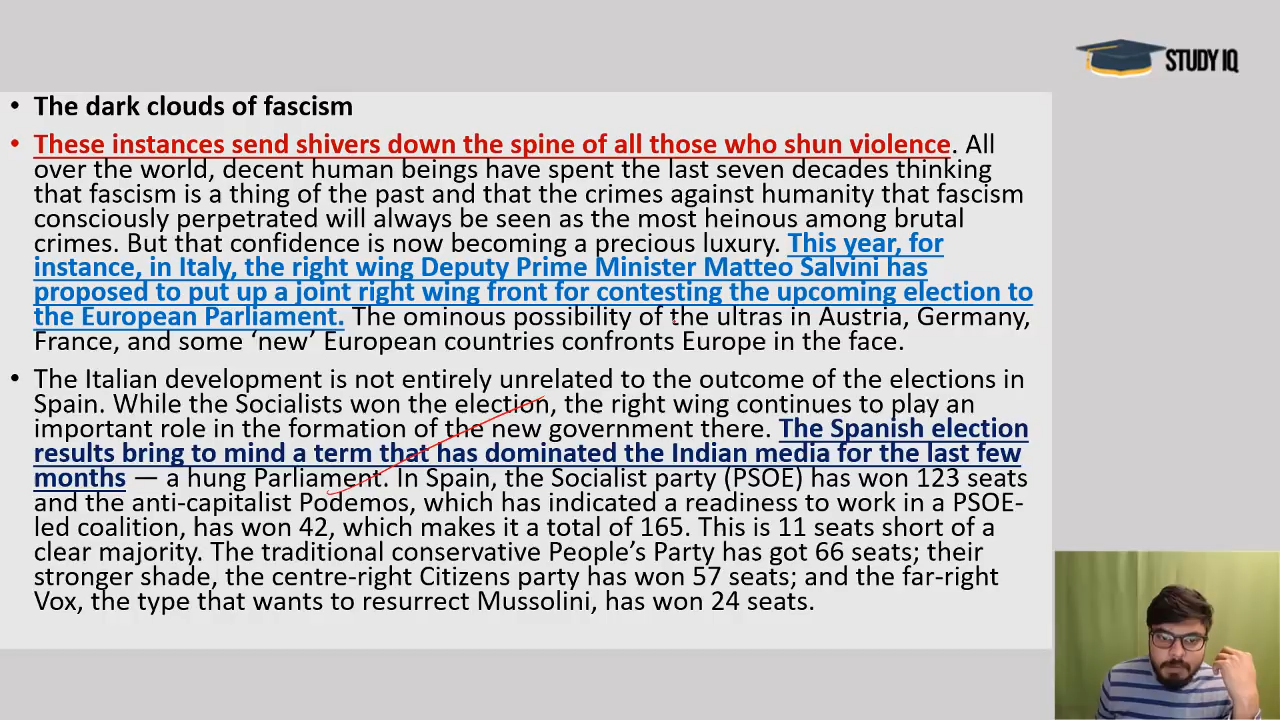 STUDY IQ
• The dark clouds of fascism
• These instances send shivers down the spine of all those who shun violence. All
over the world, decent human beings have spent the last seven decades thinking
that fascism is a thing of the past and that the crimes against humanity that fascism
consciously perpetrated will always be seen as the most heinous among brutal
crimes. But that confidence is now becoming a precious luxury. This year, for
instance, in Italy, the right wing Deputy Prime Minister Matteo Salvini has
proposed to put up a joint right wing front for contesting the upcoming election to
the European Parliament. The ominous possibility of the ultras in Austria, Germany,
France, and some ‘new’ European countries confronts Europe in the face.
• The Italian development is not entirely unrelated to the outcome of the elections in
Spain. While the Socialists won the election, the right wing continues to play an
important role in the formation of the new government there. The Spanish election
results bring to mind a term that has dominated the Indian media for the last few
months — a hung Parliament. In Spain, the Socialist party (PSOE) has won 123 seats
and the anti-capitalist Podemos, which has indicated a readiness to work in a PSOE-
led coalition, has won 42, which makes it a total of 165. This is 11 seats short of a
clear majority. The traditional conservative People’s Party has got 66 seats; their
stronger shade, the centre-right Citizens party has won 57 seats; and the far-right
Vox, the type that wants to resurrect Mussolini, has won 24 seats.